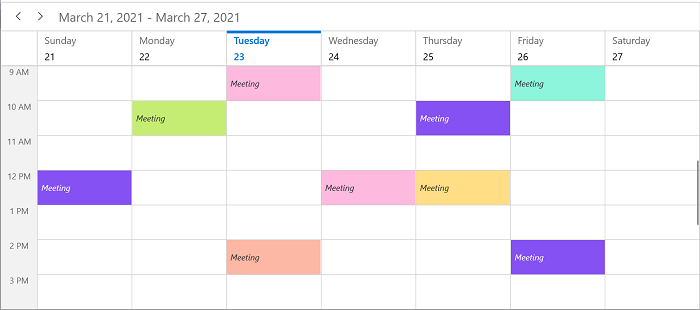 March 21, 2021 - March 27, 2021
Sunday Monday Tuesday Wednesday Thursday Friday Saturday
21 22 23 24 25 26 27
9 AM
Meeting Meeting
10 AM
Meeting Meeting
11 AM
12 PM
Meeting Meeting Meeting
1 PM
2 PM
Meeting Meeting
3 PM